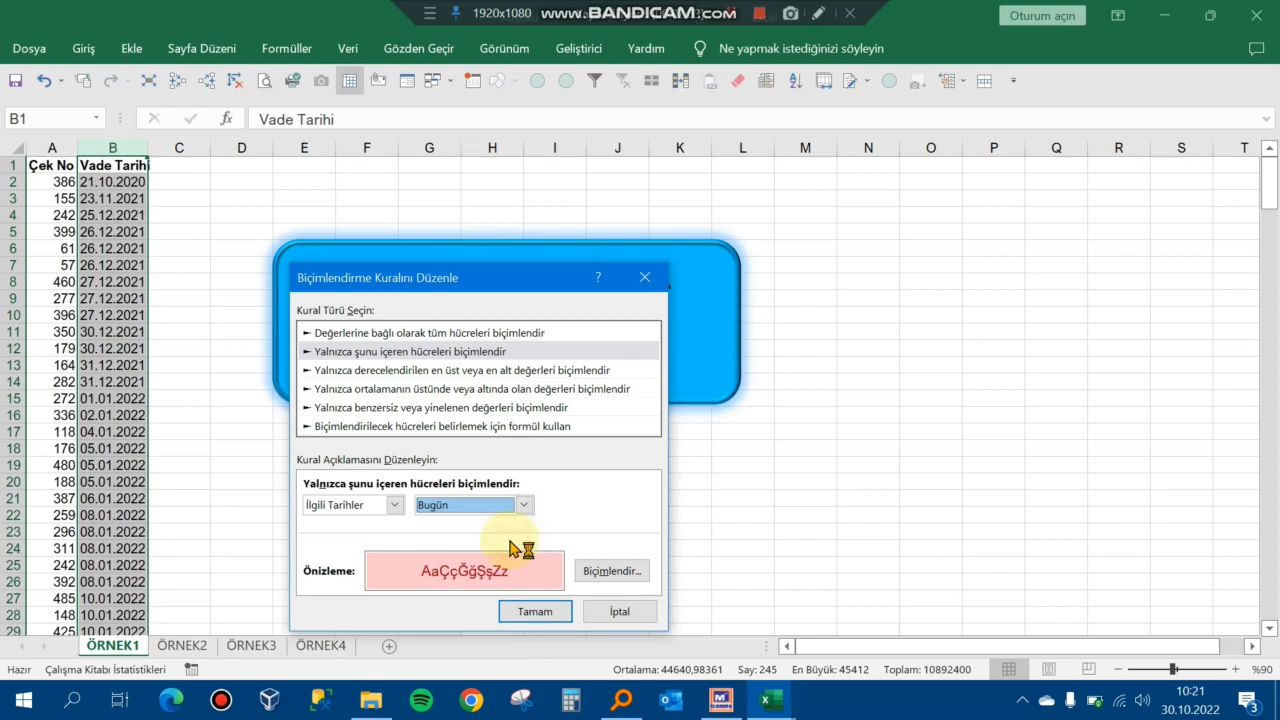 1920x1080 www.BANDICAM.com Oturum açın
Dosya Giriş Ekle Sayfa Düzeni Formüller Veri Gözden Geçir Görünüm Geliştirici Yardım Ne yapmak istediğinizi söyleyin
B1 fx Vade Tarihi
A B C D E F G H I J K L M N O P Q R S T
1 Çek No Vade Tarihi
2 386 21.10.2020
3 155 23.11.2021
4 242 25.12.2021
5 399 26.12.2021
6 61 26.12.2021
7 57 26.12.2021
8 460 27.12.2021
9 277 27.12.2021
10 396 27.12.2021
11 350 30.12.2021
12 179 30.12.2021
13 164 31.12.2021
14 282 31.12.2021
15 272 01.01.2022
16 336 02.01.2022
17 118 04.01.2022
18 176 05.01.2022
19 480 05.01.2022
20 188 05.01.2022
21 387 06.01.2022
22 259 08.01.2022
23 296 08.01.2022
24 311 08.01.2022
25 242 08.01.2022
26 392 08.01.2022
27 485 10.01.2022
28 148 10.01.2022
29 425 10.01.2022
Biçimlendirme Kuralını Düzenle ?
Kural Türü Seçin:
► Değerlerine bağlı olarak tüm hücreleri biçimlendir
► Yalnızca şunu içeren hücreleri biçimlendir
► Yalnızca derecelendirilen en üst veya en alt değerleri biçimlendir
► Yalnızca ortalamanın üstünde veya altında olan değerleri biçimlendir
► Yalnızca benzersiz veya yinelenen değerleri biçimlendir
► Biçimlendirilecek hücreleri belirlemek için formül kullan
Kural Açıklamasını Düzenleyin:
Yalnızca şunu içeren hücreleri biçimlendir:
İlgili Tarihler Bugün
Önizleme: AaÇçĞğŞşZz Biçimlendir...
Tamam İptal
ÖRNEK1 ÖRNEK2 ÖRNEK3 ÖRNEK4
Hazır Çalışma Kitabı İstatistikleri Ortalama: 44640,98361 Say: 245 En Büyük: 45412 Toplam: 10892400 %90
10:21
30.10.2022
3